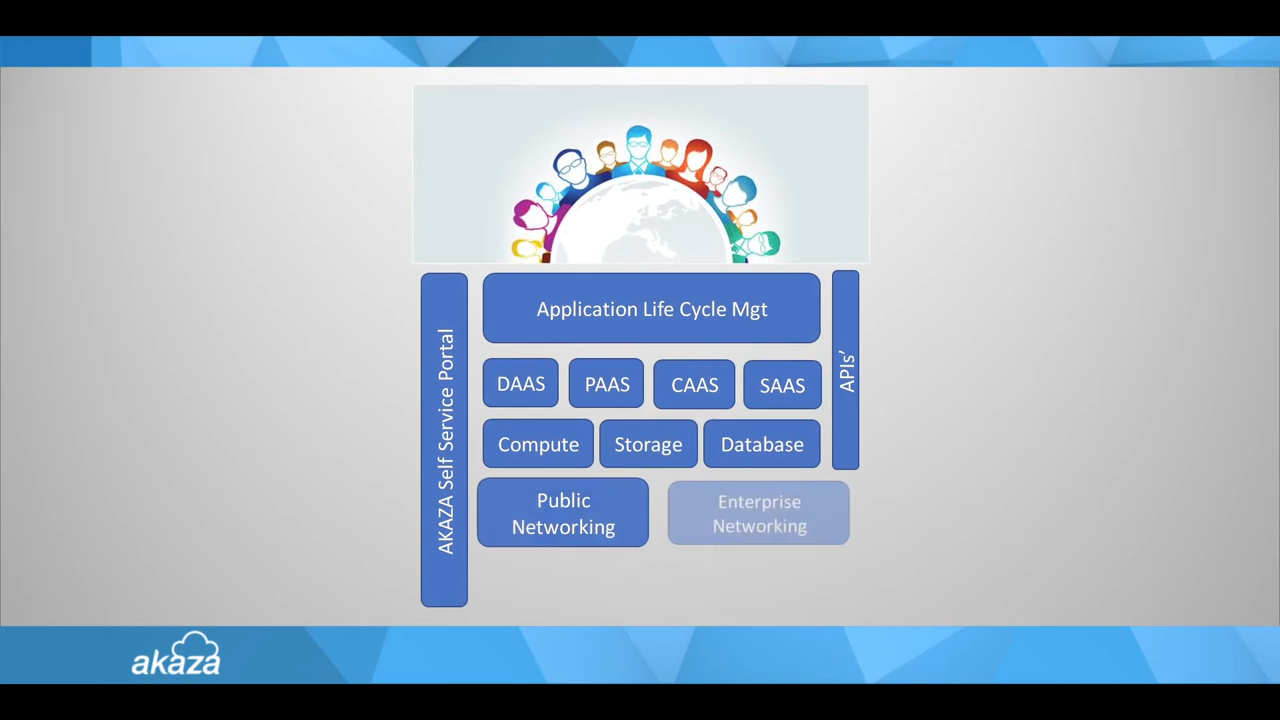 AKAZA Self Service Portal
Application Life Cycle Mgt
APIs’
DAAS
PAAS
CAAS
SAAS
Compute
Storage
Database
Public
Networking
Enterprise
Networking
akaza